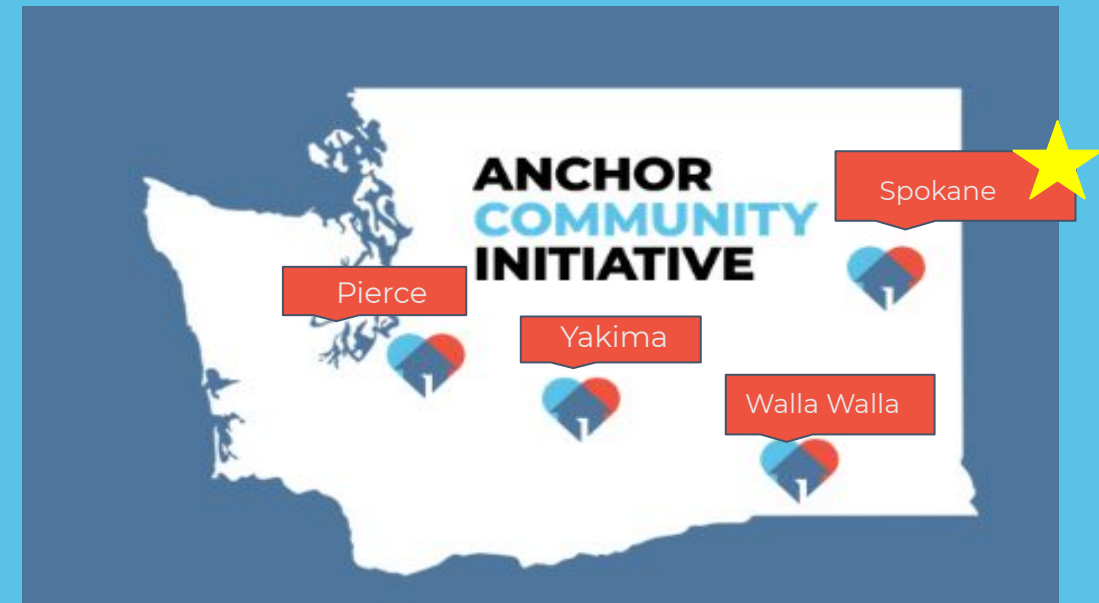 ANCHOR
COMMUNITY
INITIATIVE
Spokane
Pierce
Yakima
Walla Walla